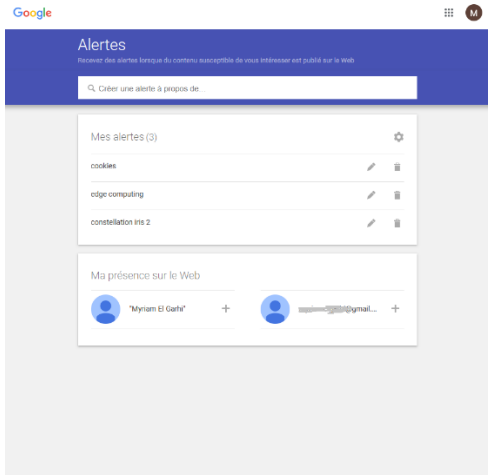 Google
M
Alertes
Recevez des alertes lorsque du contenu susceptible de vous intéresser est publié sur le Web
Créer une alerte à propos de...
Mes alertes (3)
cookies
edge computing
constellation iris 2
Ma présence sur le Web
"Myriam El Garhi"
@gmail....